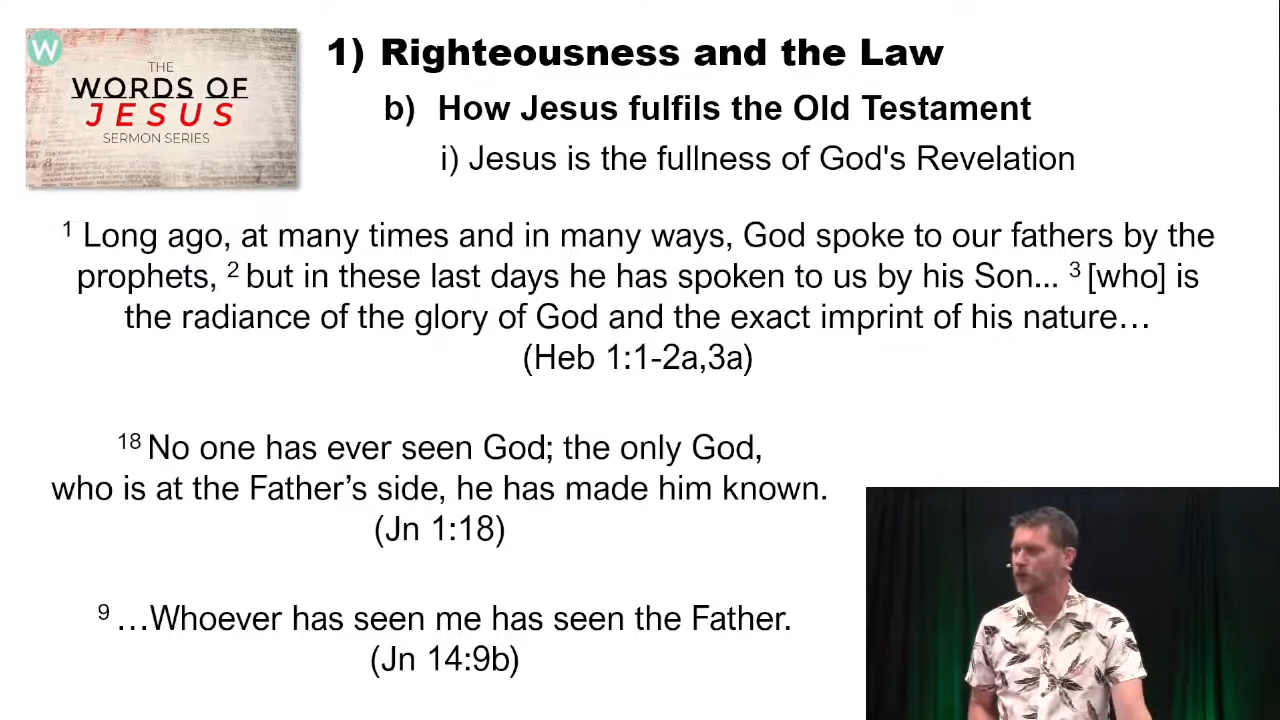 W
THE
WORDS OF
JESUS
SERMON SERIES
1) Righteousness and the Law
b) How Jesus fulfils the Old Testament
i) Jesus is the fullness of God's Revelation
1 Long ago, at many times and in many ways, God spoke to our fathers by the
prophets, 2 but in these last days he has spoken to us by his Son... 3 [who] is
the radiance of the glory of God and the exact imprint of his nature…
(Heb 1:1-2a,3a)
18 No one has ever seen God; the only God,
who is at the Father’s side, he has made him known.
(Jn 1:18)
9 …Whoever has seen me has seen the Father.
(Jn 14:9b)